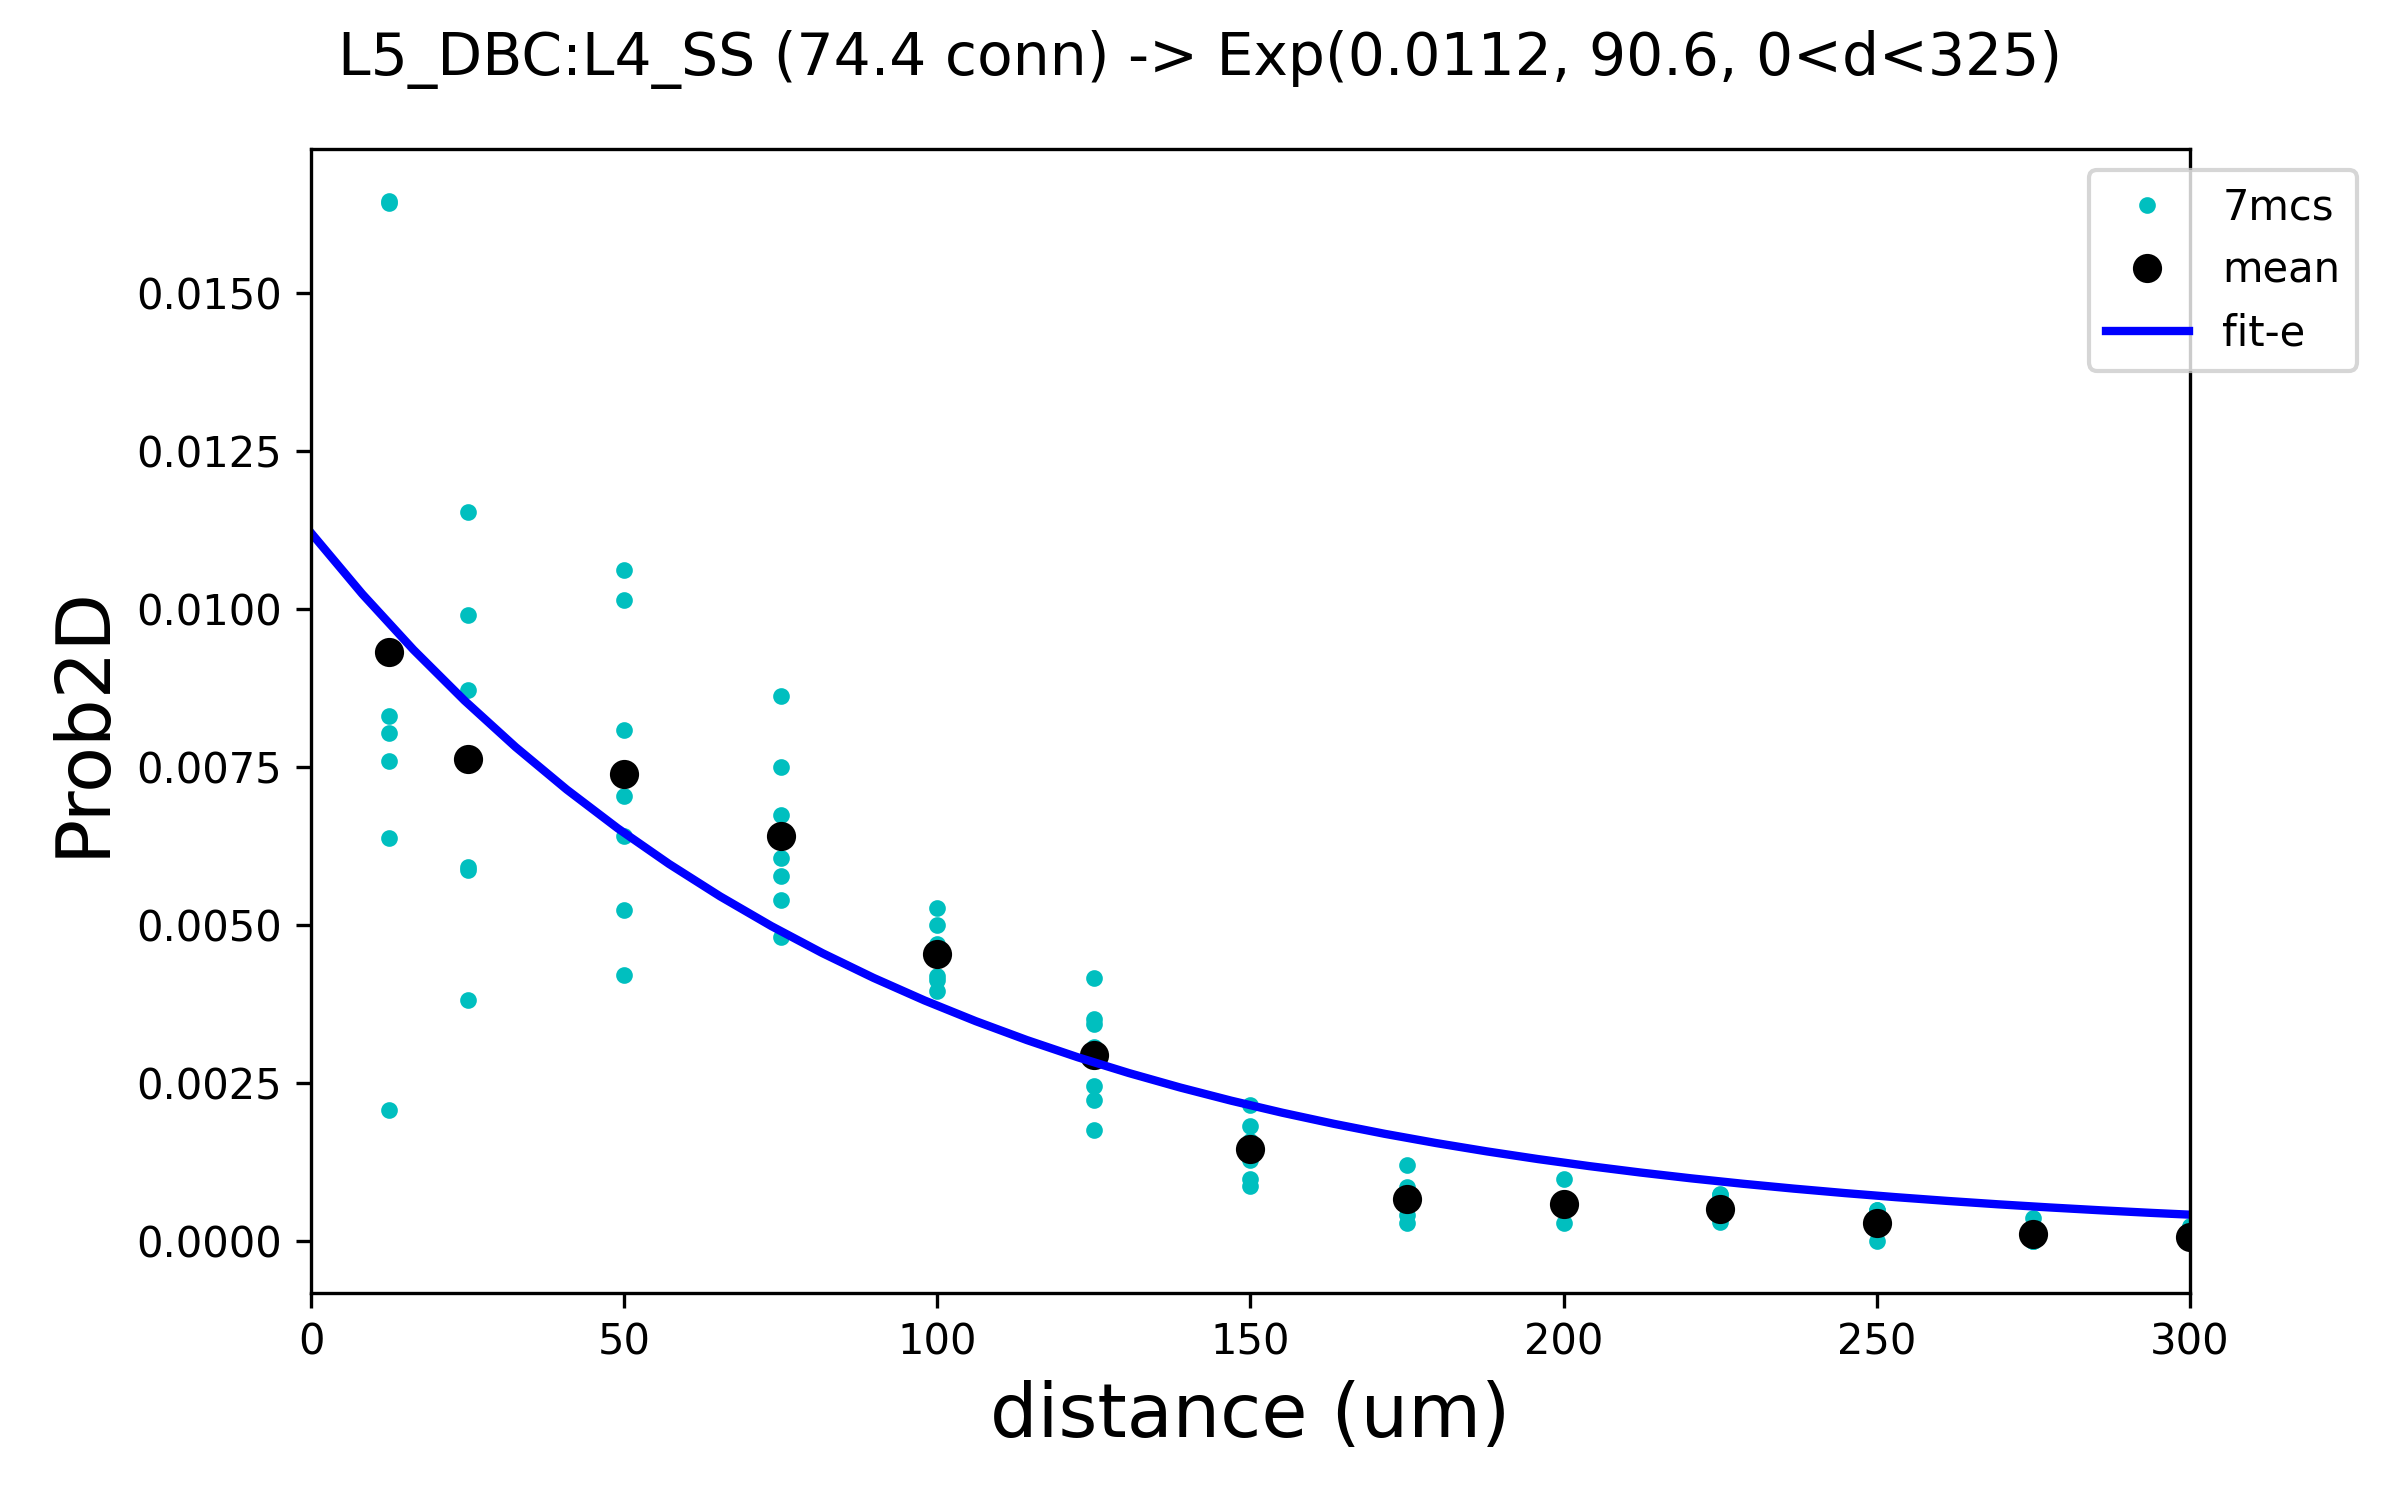 L5_DBC:L4_SS (74.4 conn) -> Exp(0.0112, 90.6, 0<d<325)
7mcs
mean
fit-e
Prob2D
0.0150
0.0125
0.0100
0.0075
0.0050
0.0025
0.0000
0 50 100 150 200 250 300
distance (um)